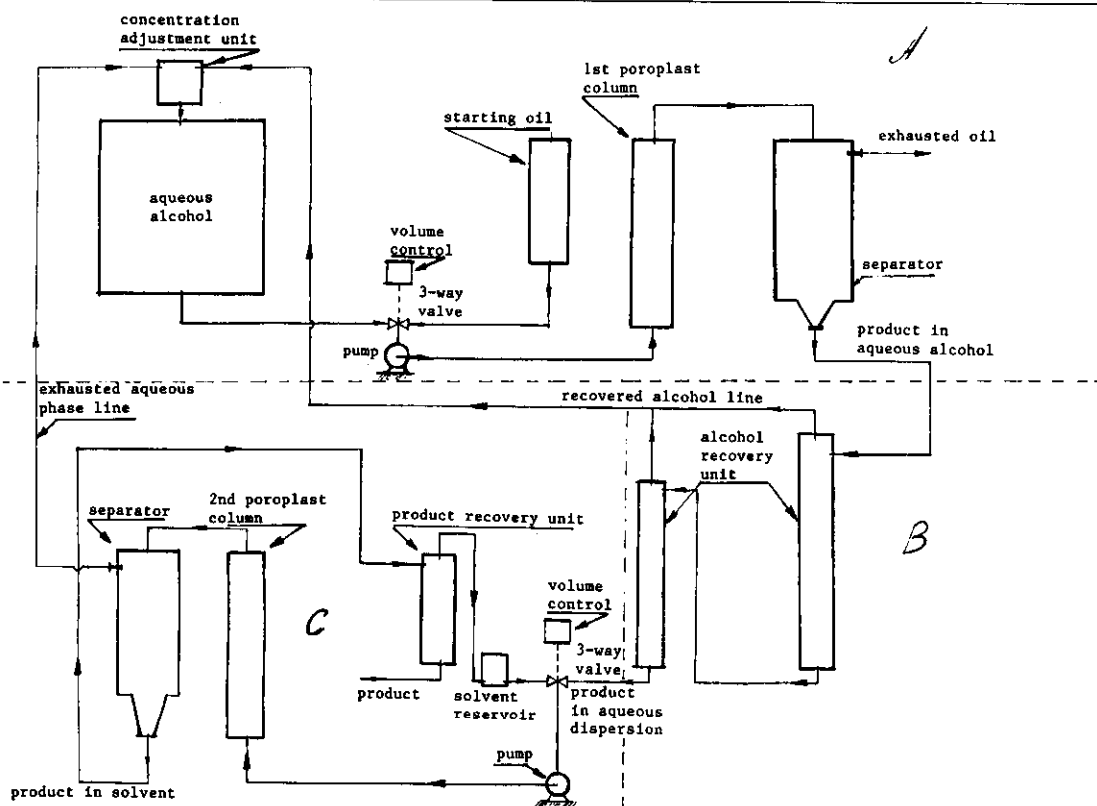 concentration
adjustment unit
A
1st poroplast
column
starting oil
exhausted oil
aqueous
alcohol
volume
control
separator
3-way
valve
product in
aqueous alcohol
pump
exhausted aqueous
phase line
recovered alcohol line
alcohol
recovery
unit
2nd poroplast
column
separator
product recovery unit
B
volume
control
C
3-way
valve
product
solvent
reservoir
product
in aqueous
dispersion
pump
product in solvent